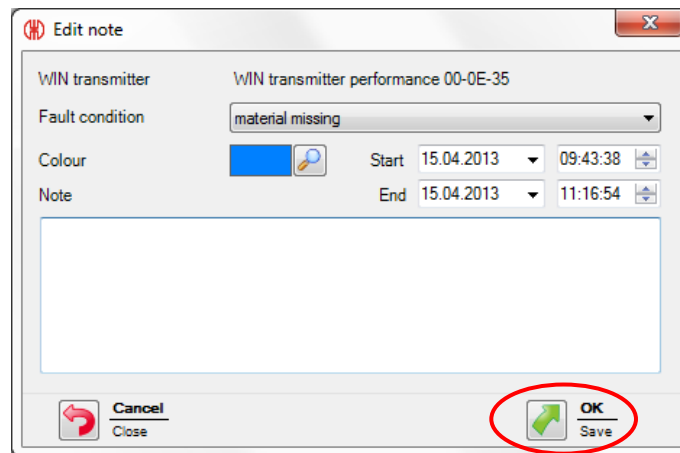 Edit note
WIN transmitter WIN transmitter performance 00-0E-35
Fault condition material missing
Colour Start 15.04.2013 09:43:38
Note End 15.04.2013 11:16:54
Cancel OK
Close Save